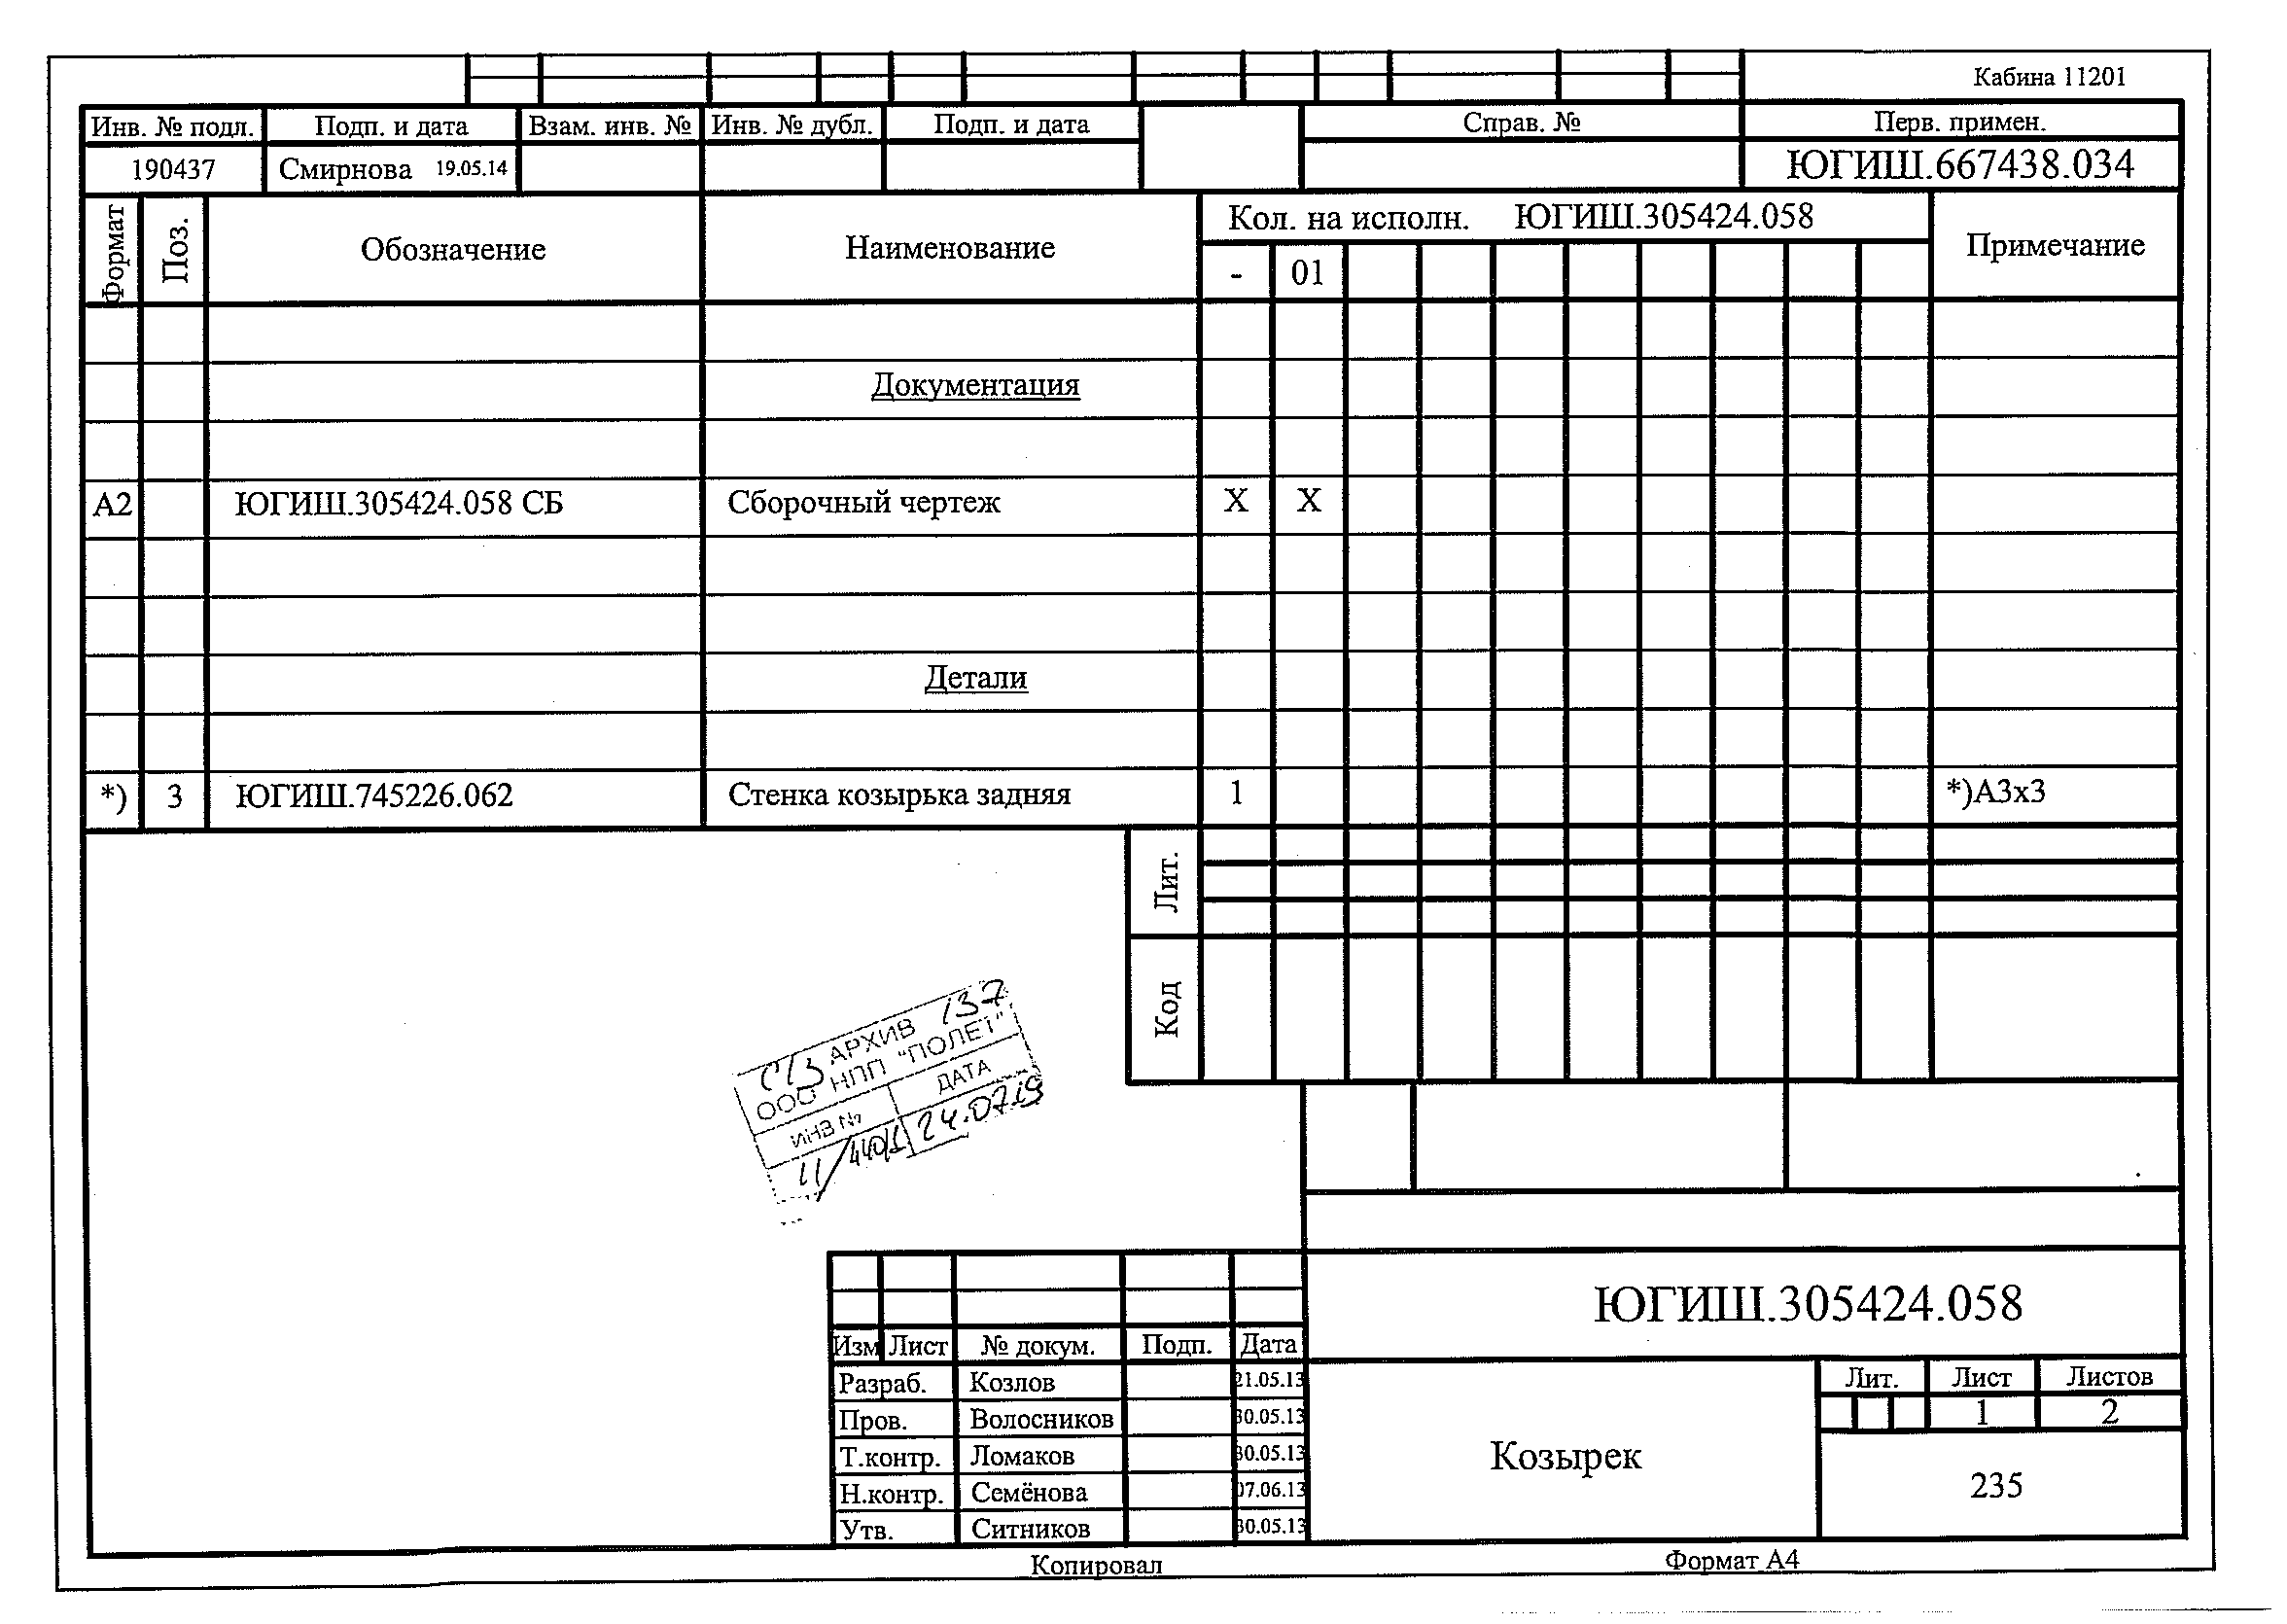 Кабина 11201
Инв. № подл. Подп. и дата Взам. инв. № Инв. № дубл. Подп. и дата Справ. № Перв. примен.
190437 Смирнова 19.05.14 ЮГИШ.667438.034
Формат Поз. Обозначение Наименование Кол. на исполн. ЮГИШ.305424.058 Примечание
- 01
Документация
А2 ЮГИШ.305424.058 СБ Сборочный чертеж Х Х
Детали
*) 3 ЮГИШ.745226.062 Стенка козырька задняя 1 *)А3х3
Лит.
Код
АРХИВ 137
ООО НПП "ПОЛЕТ"
ИНВ № ДАТА
11/440/1 24.07.19
ЮГИШ.305424.058
Изм Лист № докум. Подп. Дата
Разраб. Козлов 21.05.13
Пров. Волосников 30.05.13
Т.контр. Ломаков 30.05.13
Н.контр. Семёнова 07.06.13
Утв. Ситников 30.05.13
Козырек
Лит. Лист Листов
1 2
235
Копировал Формат А4